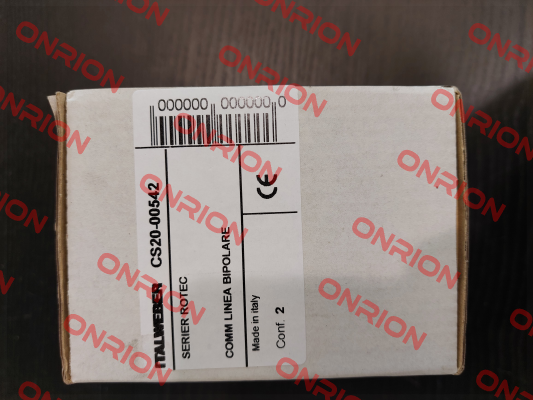 ITALWEBER CS20-00542
SERIER ROTEC
COMM LINEA BIPOLARE
Made in italy
Conf. 2
CE
000000 000000 0
ONRION
ONRION
ONRION
ONRION
ONRION
ONRION
ONRION
ONRION
ONRION
ONRION
ONRION
ONRION
ONRION